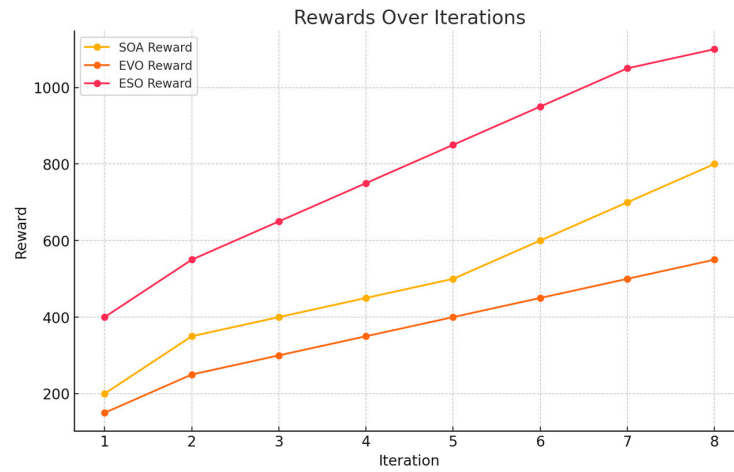 Rewards Over Iterations
SOA Reward
EVO Reward
ESO Reward
Reward
1000
800
600
400
200
1 2 3 4 5 6 7 8
Iteration